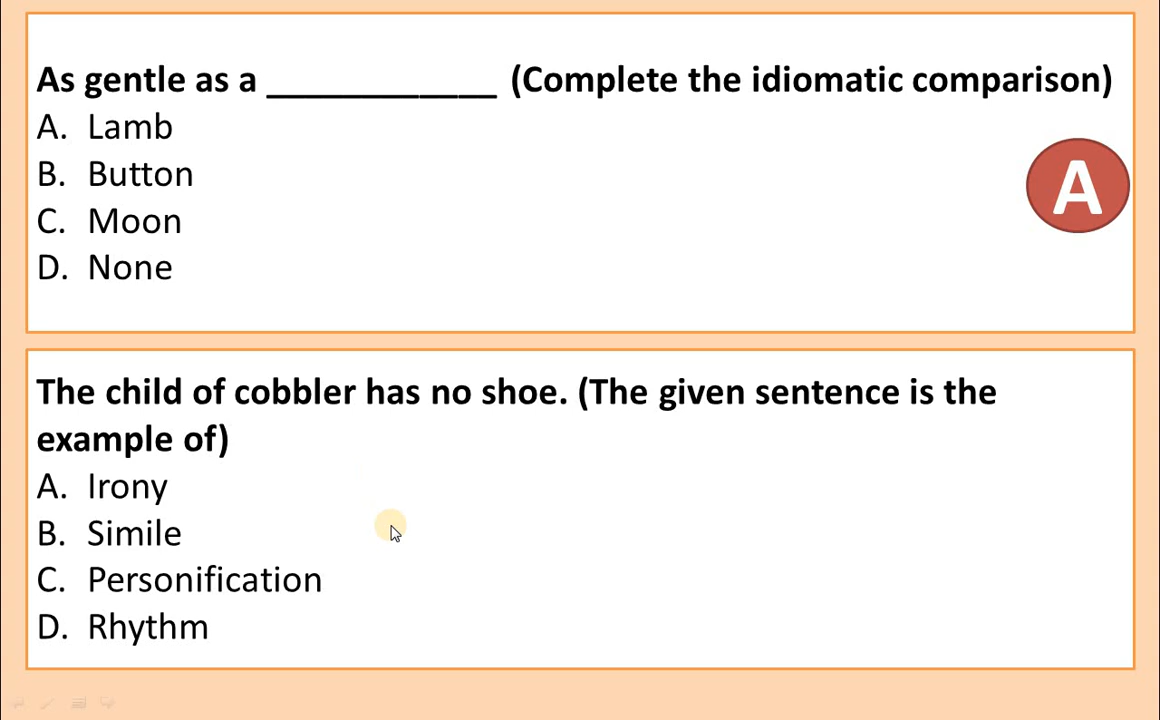 As gentle as a ____________ (Complete the idiomatic comparison)
A. Lamb
B. Button
C. Moon
D. None
A
The child of cobbler has no shoe. (The given sentence is the
example of)
A. Irony
B. Simile
C. Personification
D. Rhythm